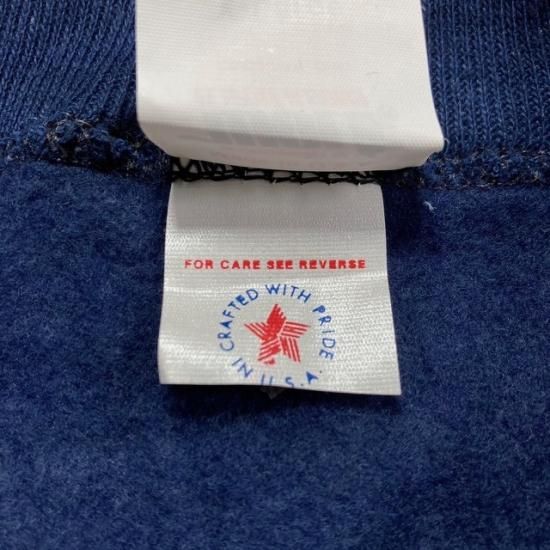 FOR CARE SEE REVERSE
CRAFTED WITH PRIDE IN U.S.A.